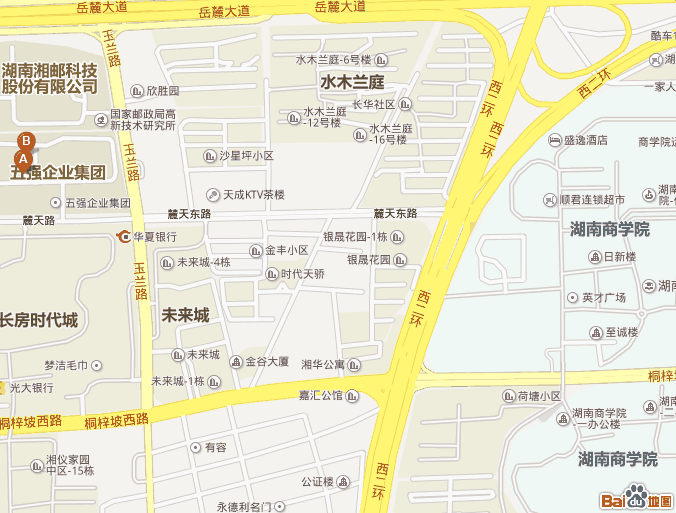 岳麓大道
岳麓大道
岳麓大道
酷车
玉兰路
水木兰庭-6号楼
湖南湘邮科技
股份有限公司
水木兰庭
西二环
西二环
一家人
欣胜园
长华社区
国家邮政局高
新技术研究所
水木兰庭
-12号楼
水木兰庭
-16号楼
西二环
B
A
玉兰路
盛逸酒店
商学院
沙星坪小区
五强企业集团
天成KTV茶楼
顺君连锁超市
湖南
五强企业集团
麓天路
麓天东路
麓天东路
湖南商学院
华夏银行
银晟花园-1栋
金丰小区
银晟花园
日新楼
未来城-4栋
时代天骄
玉兰路
湖南
英才广场
西二环
未来城
长房时代城
至诚楼
未来城
金谷大厦
湘华公寓
梦洁毛巾
光大银行
未来城-1栋
桐梓坡
嘉汇公馆
荷塘小区
桐梓坡西路
桐梓坡西路
湖南商学院
-一办公楼
湖南
有容
湘仪家园
中区-15栋
湖南商学院
西二环
公证楼
永德利名门
Bai du 地图